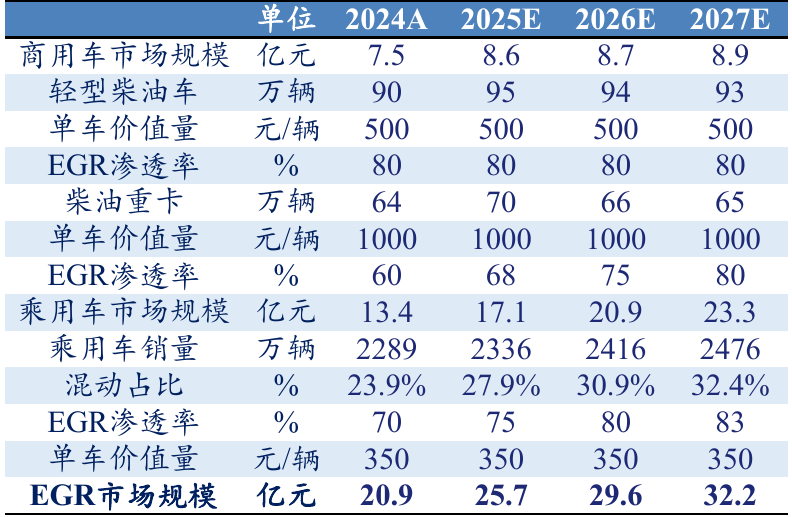 单位 2024A 2025E 2026E 2027E
商用车市场规模 亿元 7.5 8.6 8.7 8.9
轻型柴油车 万辆 90 95 94 93
单车价值量 元/辆 500 500 500 500
EGR渗透率 % 80 80 80 80
柴油重卡 万辆 64 70 66 65
单车价值量 元/辆 1000 1000 1000 1000
EGR渗透率 % 60 68 75 80
乘用车市场规模 亿元 13.4 17.1 20.9 23.3
乘用车销量 万辆 2289 2336 2416 2476
混动占比 % 23.9% 27.9% 30.9% 32.4%
EGR渗透率 % 70 75 80 83
单车价值量 元/辆 350 350 350 350
EGR市场规模 亿元 20.9 25.7 29.6 32.2